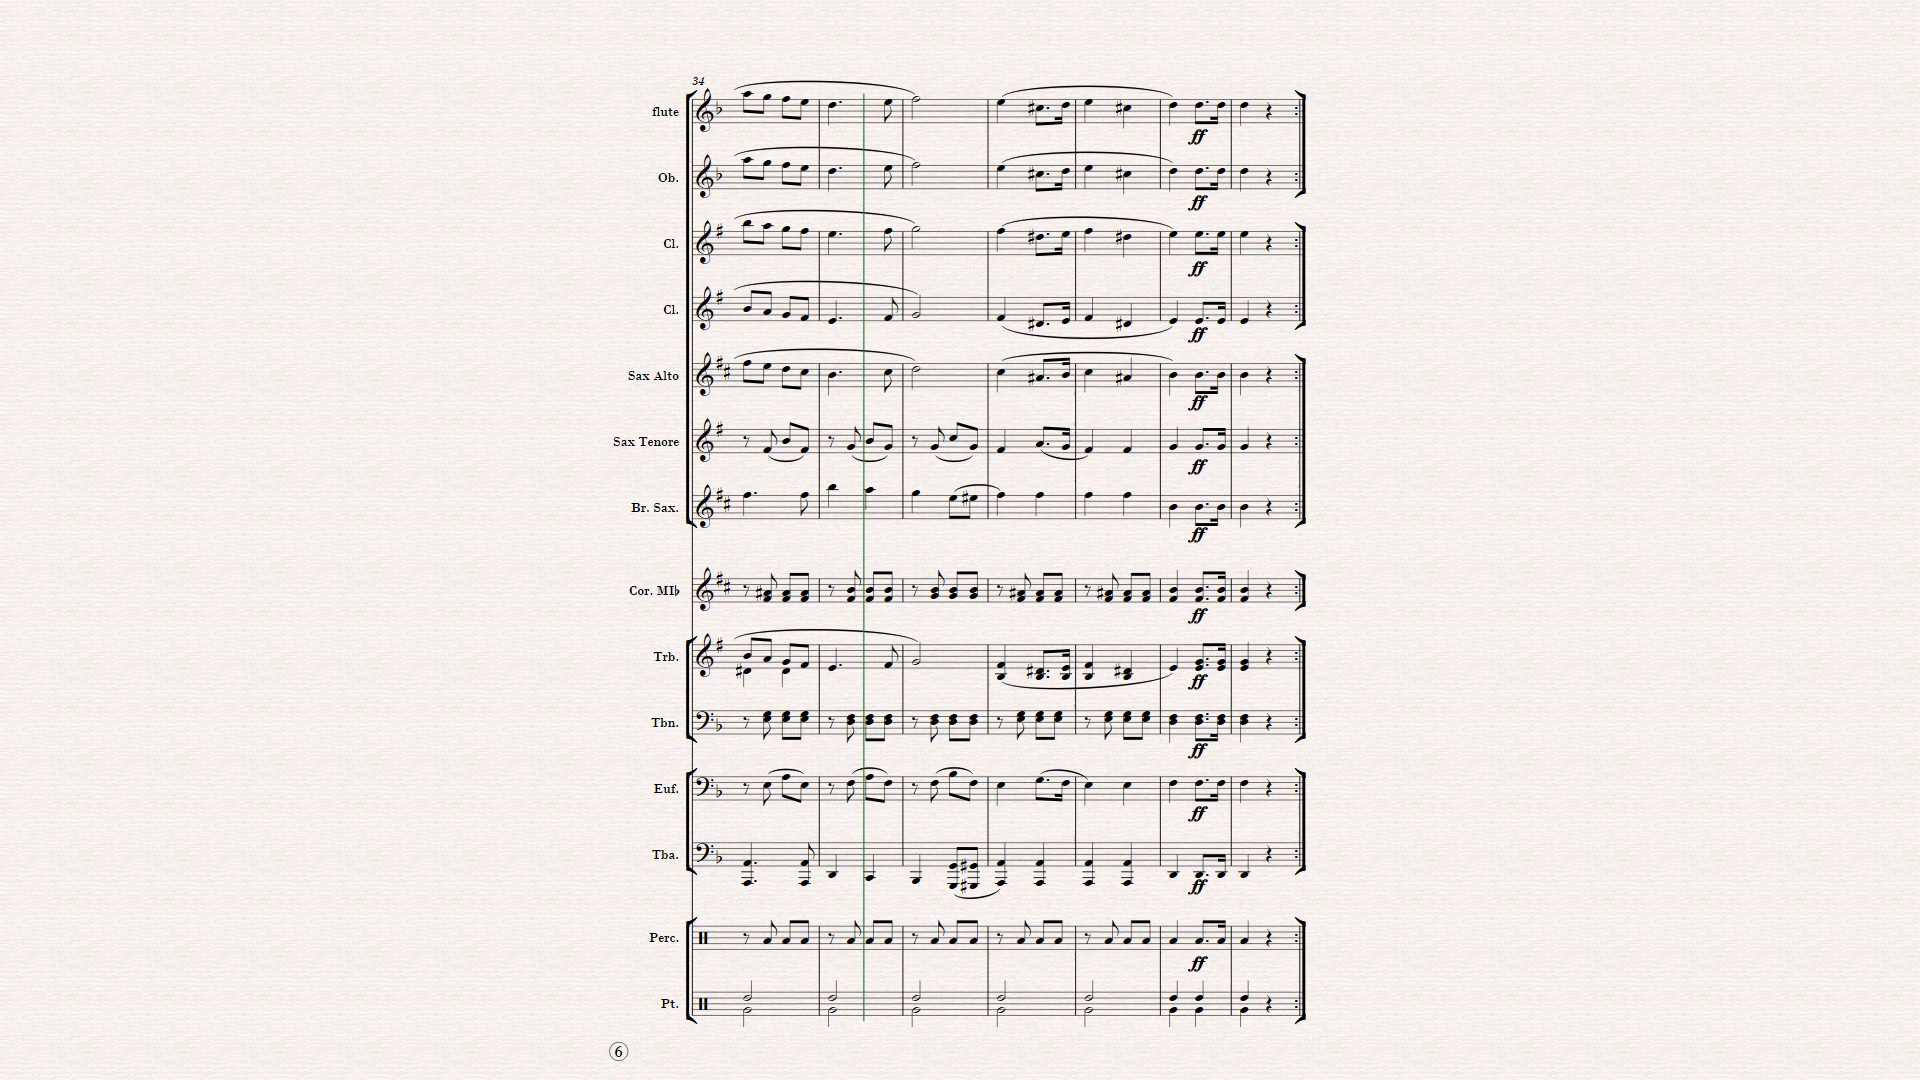 34
flute
Ob.
ff
ff
Cl.
ff
Cl.
ff
Sax Alto
ff
Sax Tenore
ff
Br. Sax.
ff
Cor. MI♭
ff
Trb.
ff
Tbn.
ff
Euf.
ff
Tba.
ff
Perc.
ff
Pt.
6